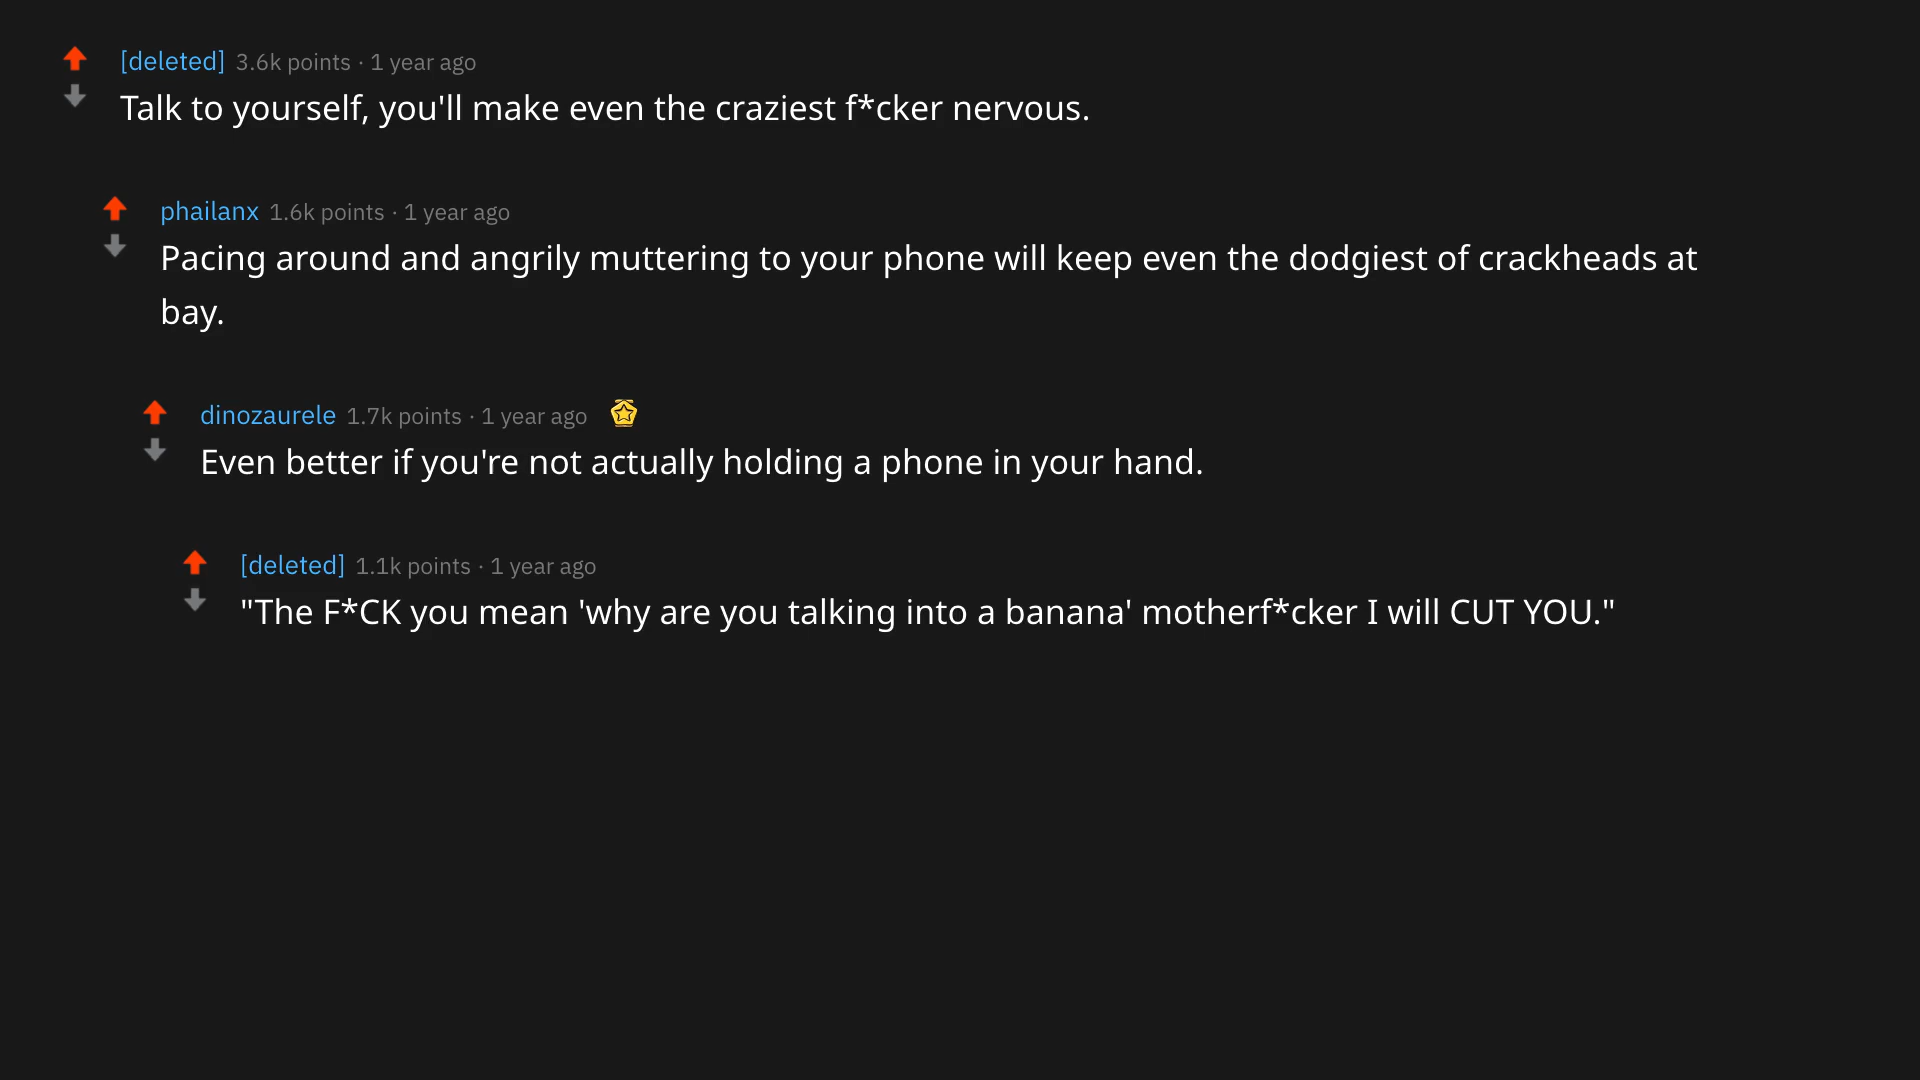 [deleted] 3.6k points · 1 year ago
Talk to yourself, you'll make even the craziest f*cker nervous.
phailanx 1.6k points · 1 year ago
Pacing around and angrily muttering to your phone will keep even the dodgiest of crackheads at
bay.
dinozaurele 1.7k points · 1 year ago
Even better if you're not actually holding a phone in your hand.
[deleted] 1.1k points · 1 year ago
"The F*CK you mean 'why are you talking into a banana' motherf*cker I will CUT YOU."